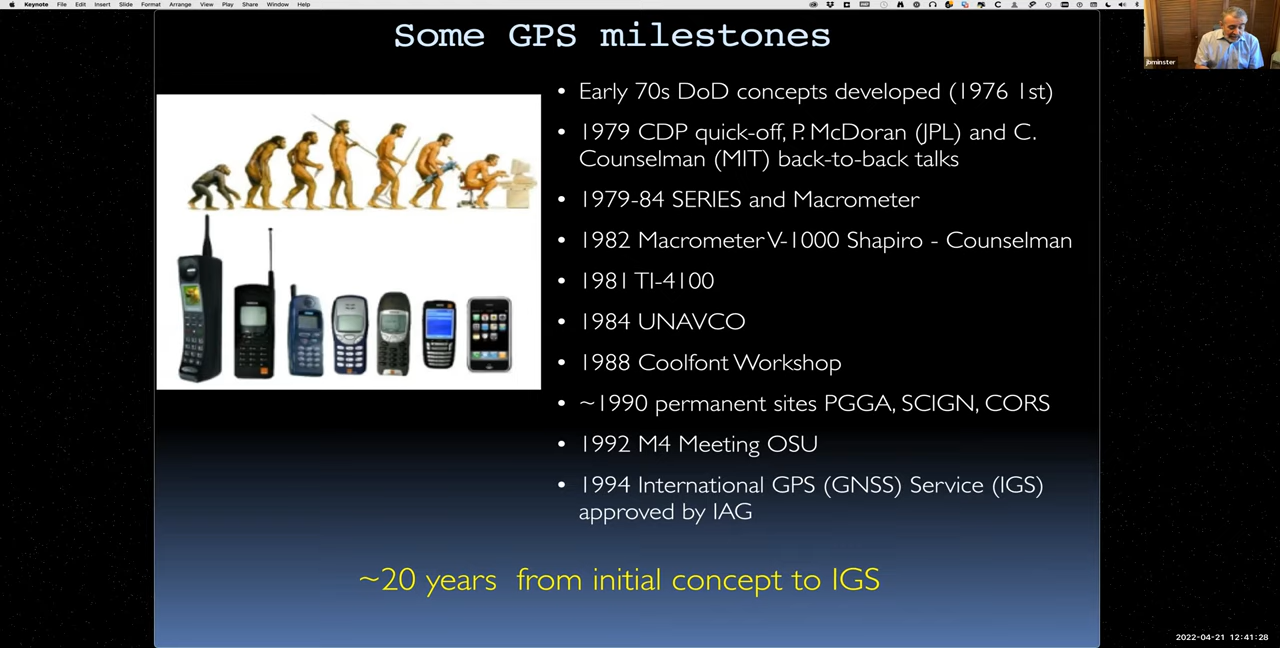 Keynote File Edit Insert Slide Format Arrange View Play Share Window Help
jbminster
Some GPS milestones
• Early 70s DoD concepts developed (1976 1st)
• 1979 CDP quick-off, P. McDoran (JPL) and C.
Counselman (MIT) back-to-back talks
• 1979-84 SERIES and Macrometer
• 1982 Macrometer V-1000 Shapiro - Counselman
• 1981 TI-4100
• 1984 UNAVCO
• 1988 Coolfont Workshop
• ~1990 permanent sites PGGA, SCIGN, CORS
• 1992 M4 Meeting OSU
• 1994 International GPS (GNSS) Service (IGS)
approved by IAG
~20 years from initial concept to IGS
2022-04-21 12:41:28